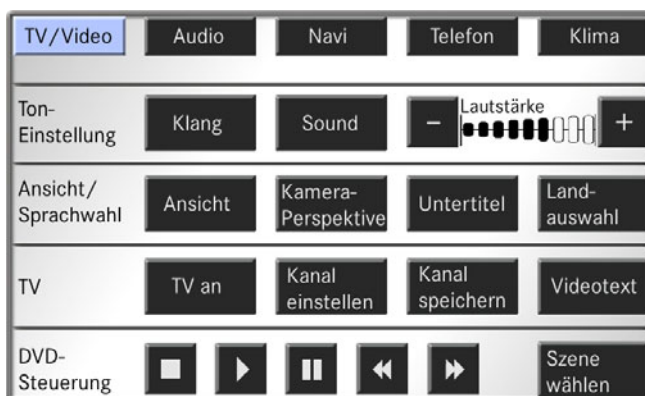 TV/Video Audio Navi Telefon Klima
Ton-
Einstellung
Klang Sound - Lautstärke +
Ansicht/
Sprachwahl
Ansicht
Kamera-
Perspektive
Untertitel
Land-
auswahl
TV
TV an
Kanal
einstellen
Kanal
speichern
Videotext
DVD-
Steuerung
Szene
wählen